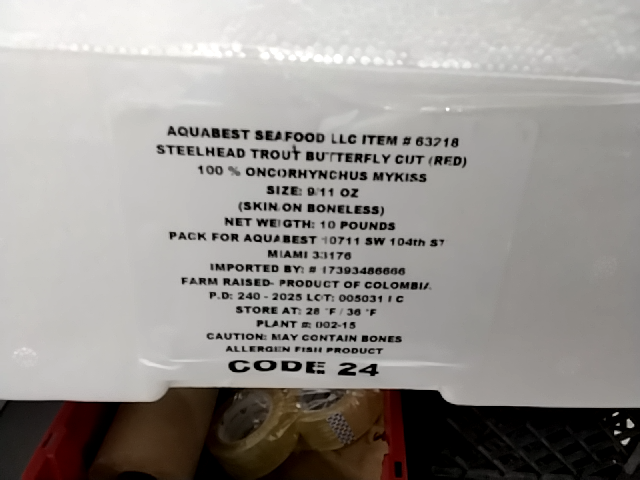 AQUABEST SEAFOOD LLC ITEM # 63218
STEELHEAD TROUT BUTTERFLY CUT (RED)
100 % ONCORHYNCHUS MYKISS
SIZE: 9/11 OZ
(SKIN ON BONELESS)
NET WEIGTH: 10 POUNDS
PACK FOR AQUABEST 10711 SW 104th ST
MIAMI 33176
IMPORTED BY: # 17393486666
FARM RAISED- PRODUCT OF COLOMBIA.
P.D: 240 - 2025 LOT: 005031
STORE AT: 28 °F / 36 °F
PLANT #: 002-15
CAUTION: MAY CONTAIN BONES
ALLERGEN FISH PRODUCT
CODE 24